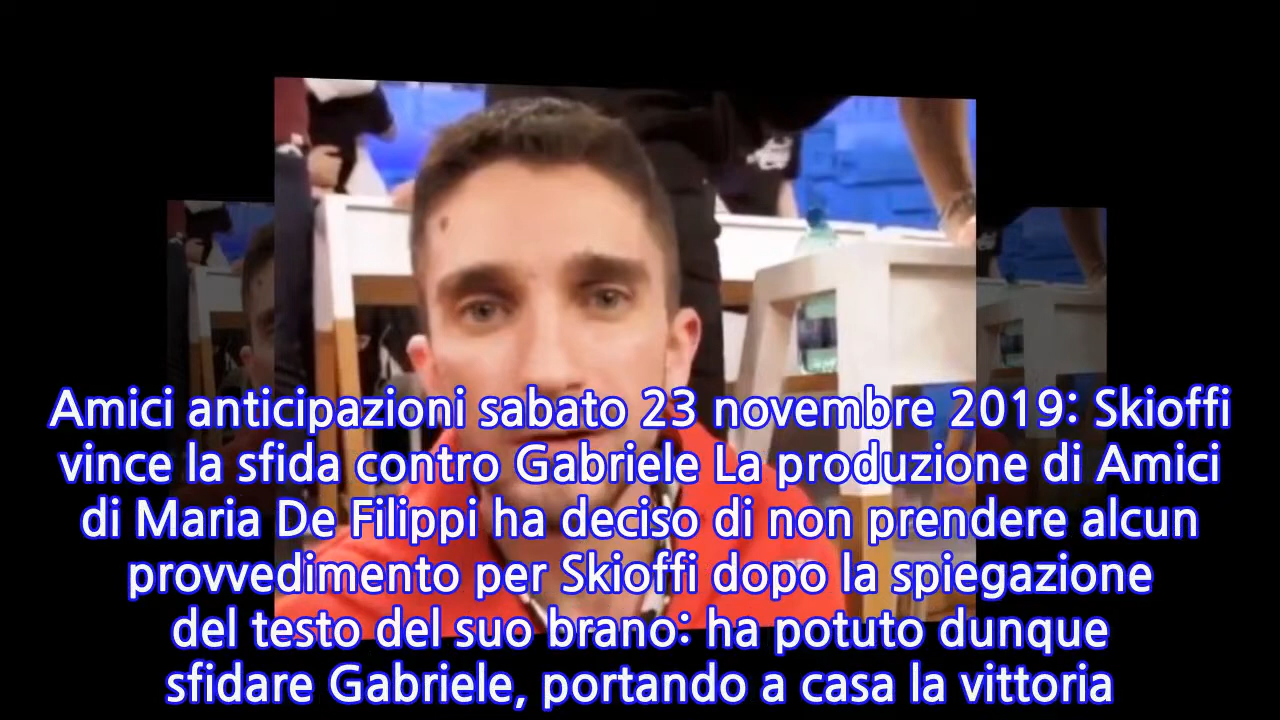 Amici anticipazioni sabato 23 novembre 2019: Skioffi
vince la sfida contro Gabriele La produzione di Amici
di Maria De Filippi ha deciso di non prendere alcun
provvedimento per Skioffi dopo la spiegazione
del testo del suo brano: ha potuto dunque
sfidare Gabriele, portando a casa la vittoria